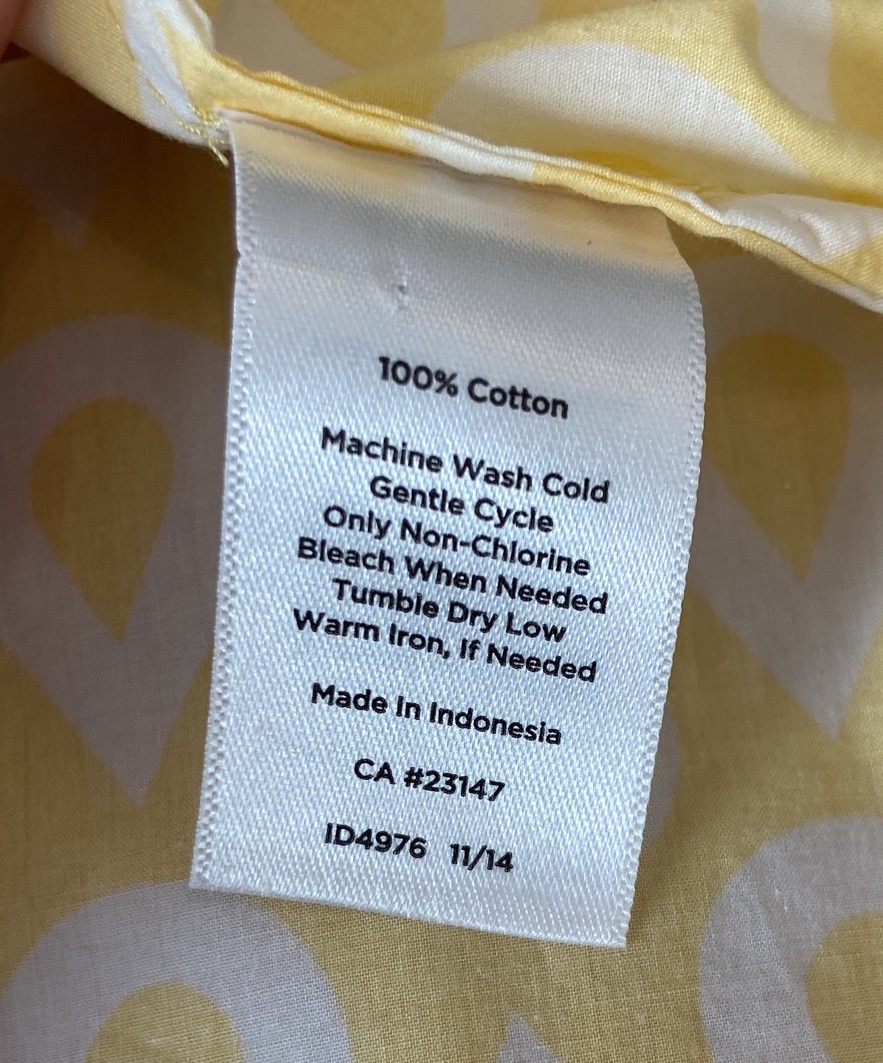 100% Cotton
Machine Wash Cold
Gentle Cycle
Only Non-Chlorine
Bleach When Needed
Tumble Dry Low
Warm Iron, If Needed
Made In Indonesia
CA #23147
ID4976 11/14